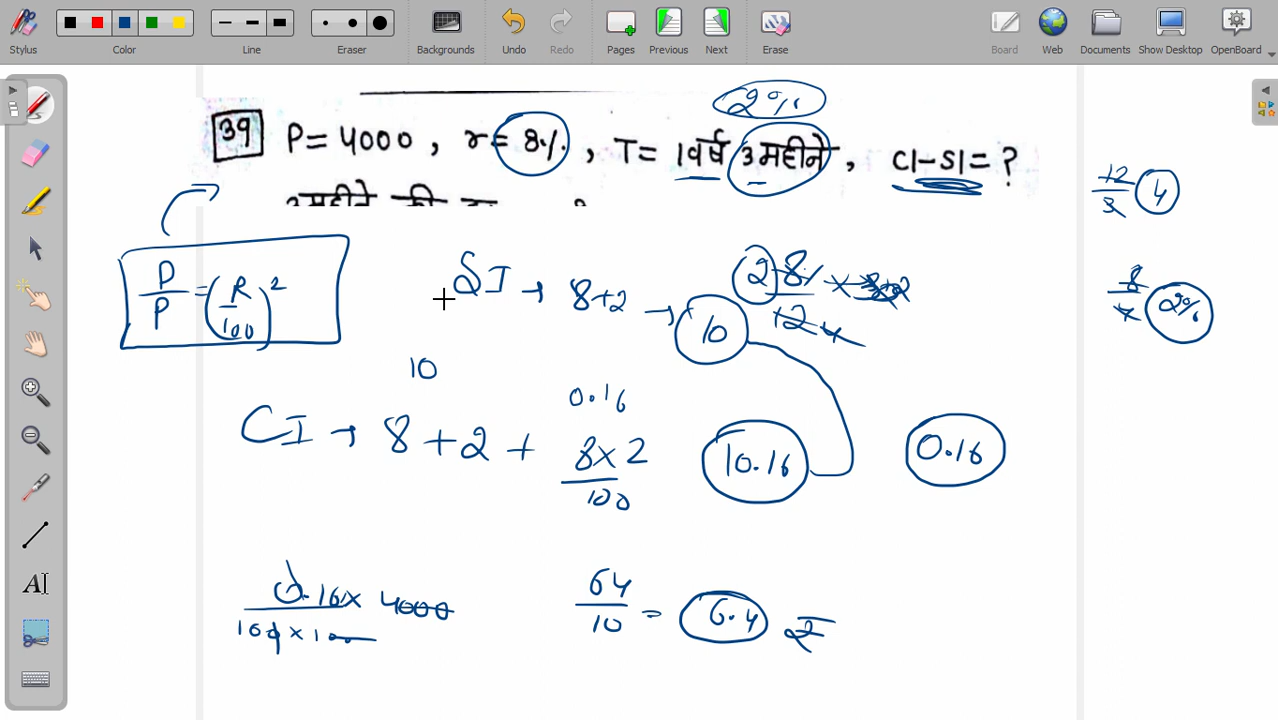 Stylus Color Line Eraser Backgrounds Undo Redo Pages Previous Next Erase Board Web Documents Show Desktop OpenBoard
2%
39 P= 4000 , r= 8% , T= 1वर्ष 3महीने , CI-SI= ?
12/3 4
D/P = (R/100)²
SI → 8+2 → 10
2 8%
12
8/4 2%
10
0.16
CI → 8+2+ 8×2/100 10.16 0.16
0.16× 4000
100×100
64/10 = 6.4 ₹